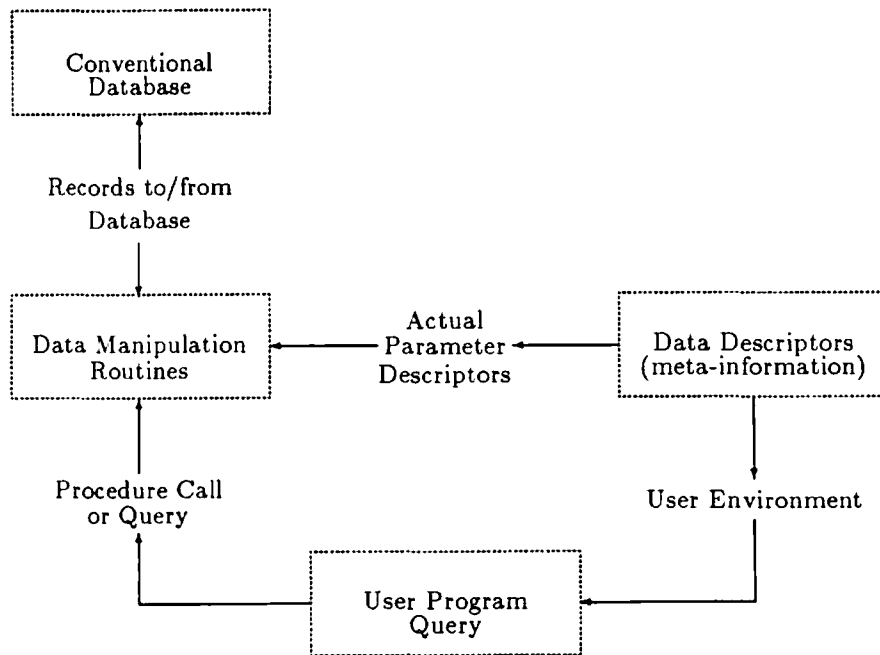 Conventional
Database
Records to/from
Database
Data Manipulation
Routines
Actual
Parameter
Descriptors
Data Descriptors
(meta-information)
Procedure Call
or Query
User Environment
User Program
Query